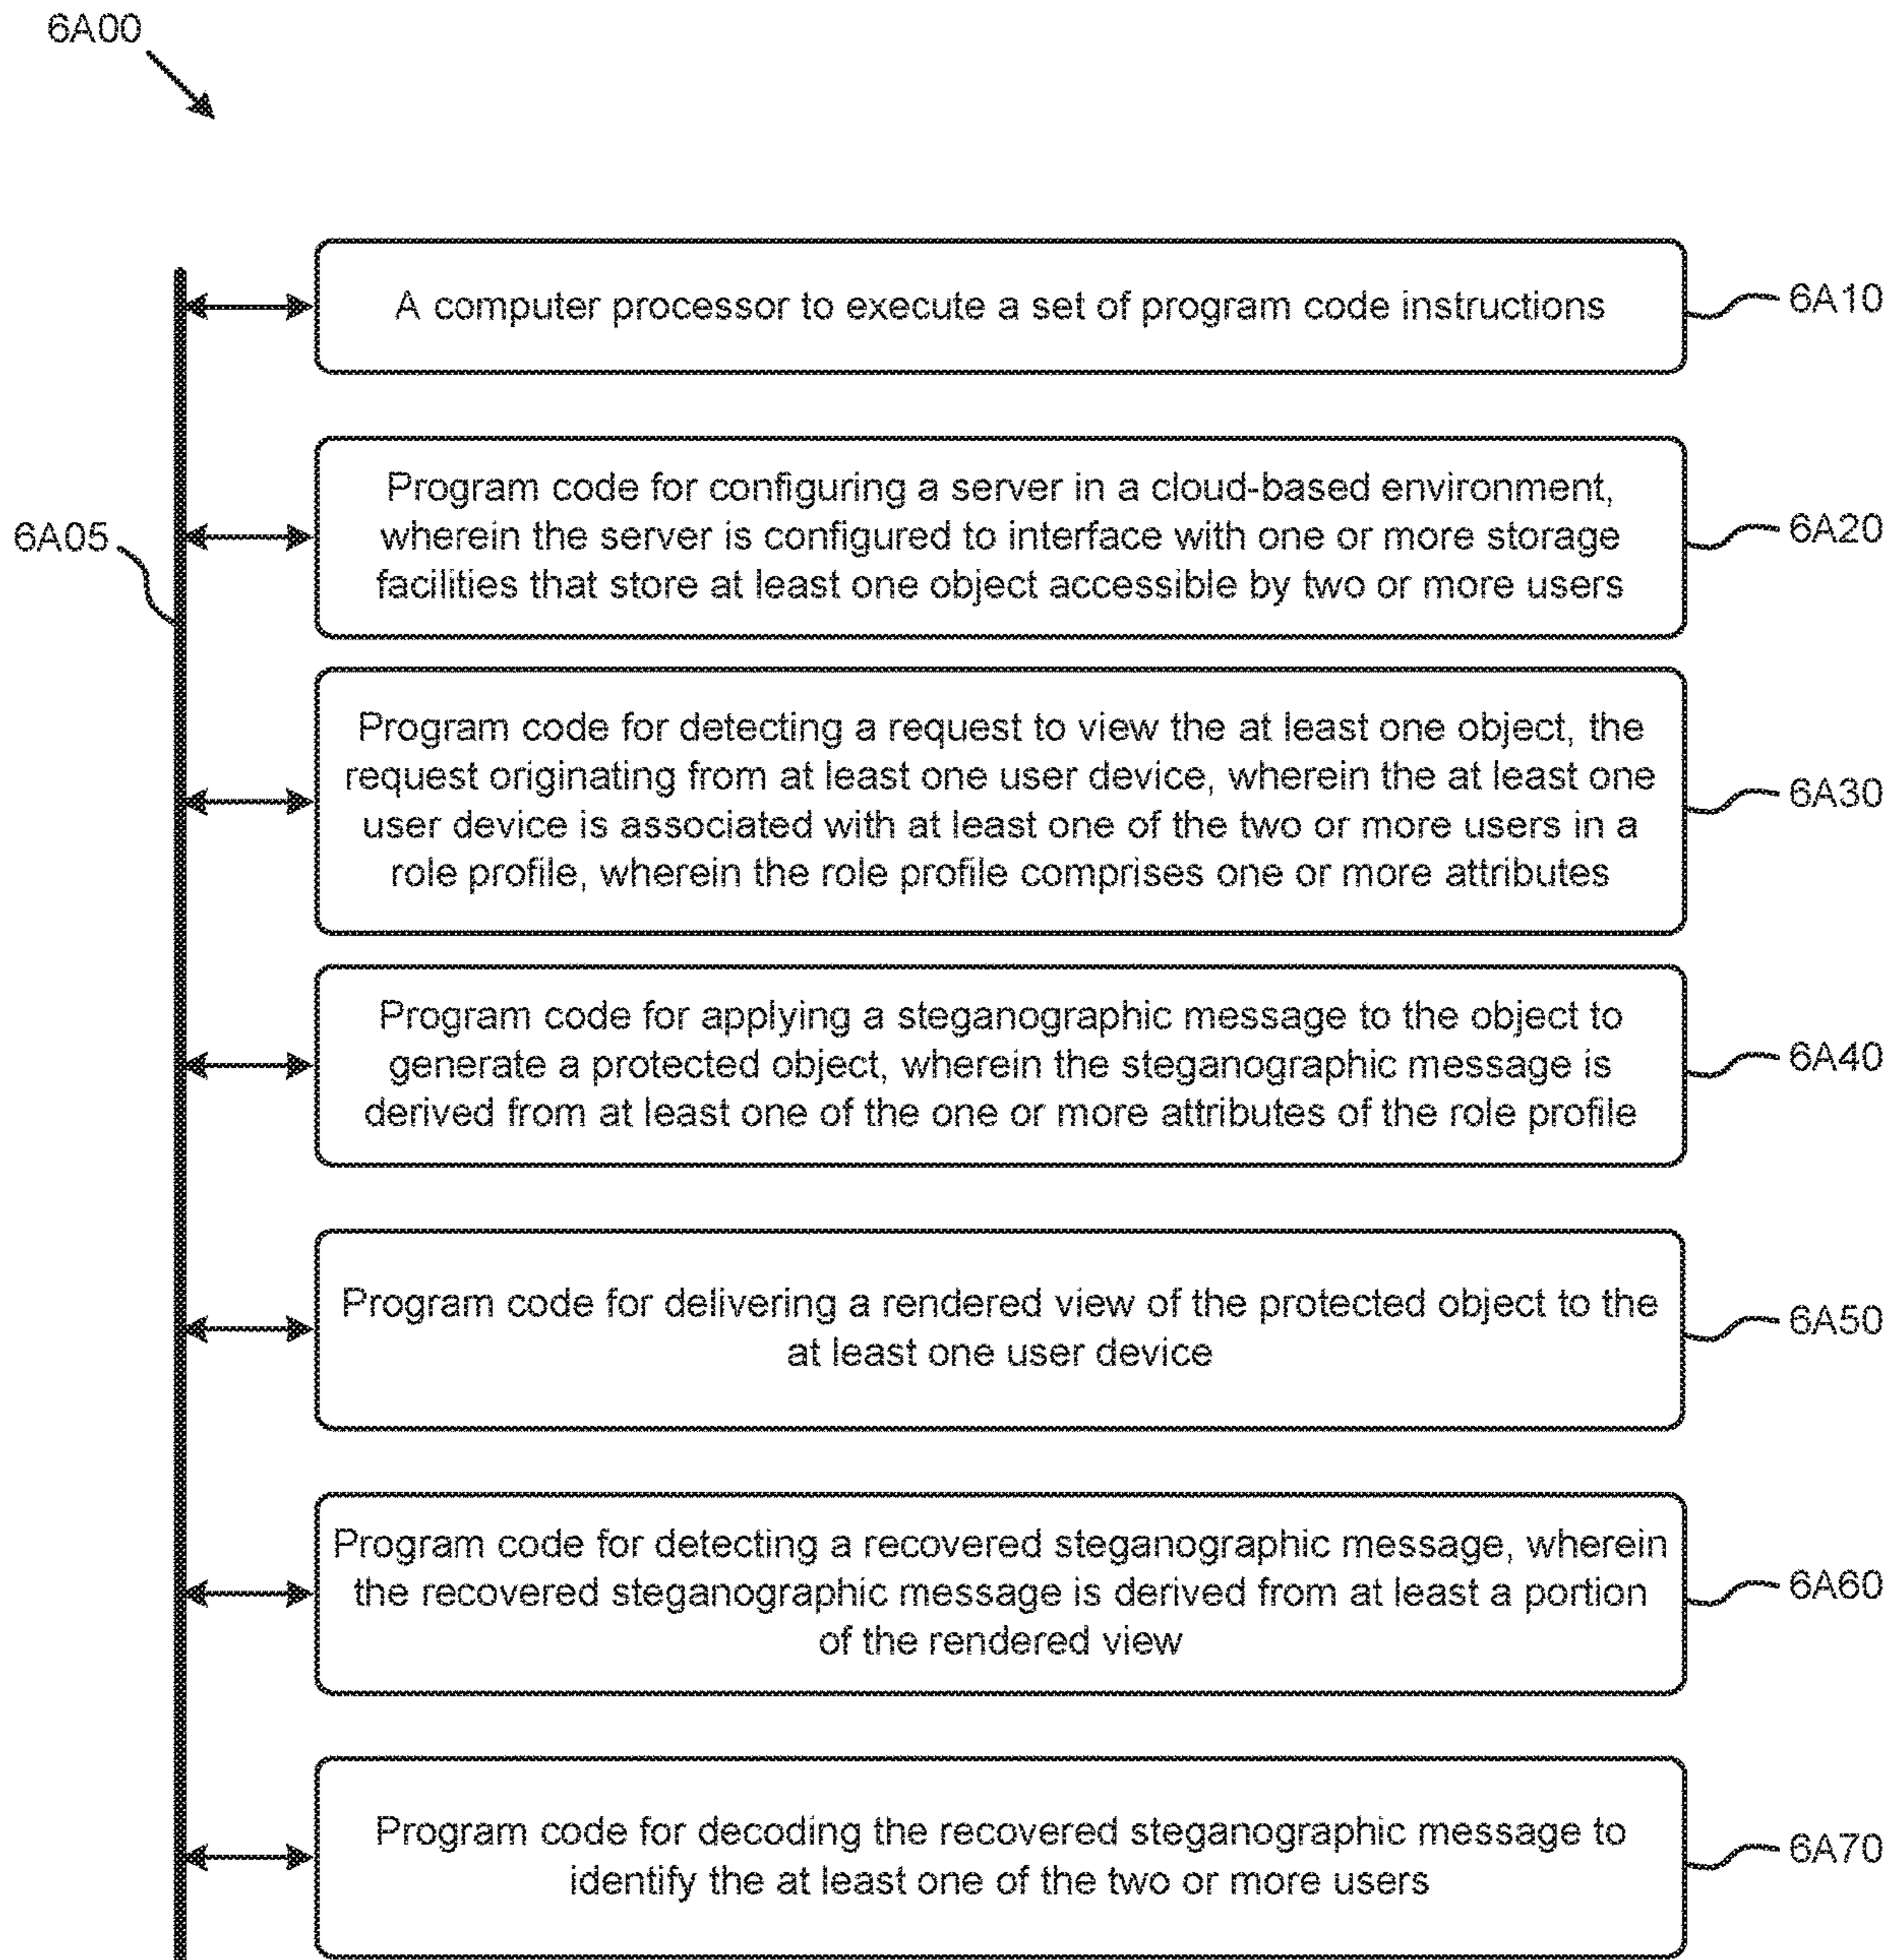 6A00
A computer processor to execute a set of program code instructions
6A10
Program code for configuring a server in a cloud-based environment,
wherein the server is configured to interface with one or more storage
facilities that store at least one object accessible by two or more users
6A20
6A05
Program code for detecting a request to view the at least one object, the
request originating from at least one user device, wherein the at least one
user device is associated with at least one of the two or more users in a
role profile, wherein the role profile comprises one or more attributes
6A30
Program code for applying a steganographic message to the object to
generate a protected object, wherein the steganographic message is
derived from at least one of the one or more attributes of the role profile
6A40
Program code for delivering a rendered view of the protected object to the
at least one user device
6A50
Program code for detecting a recovered steganographic message, wherein
the recovered steganographic message is derived from at least a portion
of the rendered view
6A60
Program code for decoding the recovered steganographic message to
identify the at least one of the two or more users
6A70